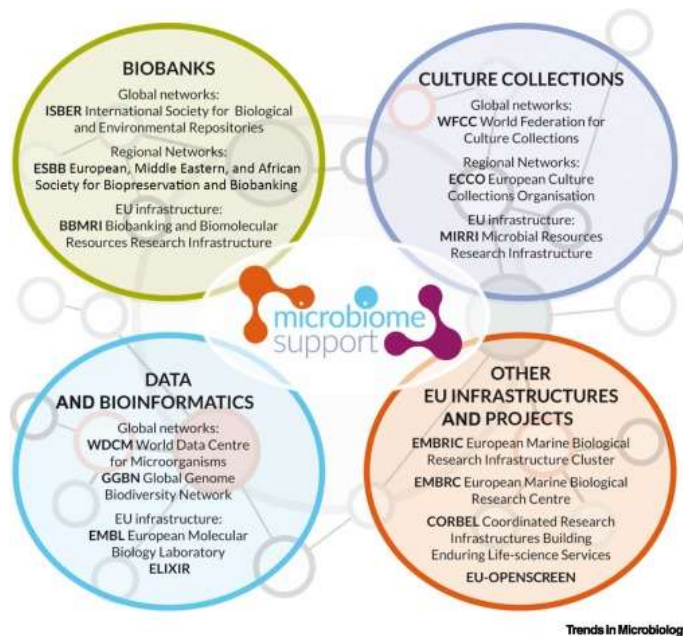 BIOBANKS
Global networks:
ISBER International Society for Biological
and Environmental Repositories
Regional Networks:
ESBB European, Middle Eastern, and African
Society for Biopreservation and Biobanking
EU infrastructure:
BBMRI Biobanking and Biomolecular
Resources Research Infrastructure
CULTURE COLLECTIONS
Global networks:
WFCC World Federation for
Culture Collections
Regional Networks:
ECCO European Culture
Collections Organisation
EU infrastructure:
MIRRI Microbial Resources
Research Infrastructure
microbiome
support
DATA
AND BIOINFORMATICS
Global networks:
WDCM World Data Centre
for Microorganisms
GGBN Global Genome
Biodiversity Network
EU infrastructure:
EMBL European Molecular
Biology Laboratory
ELIXIR
OTHER
EU INFRASTRUCTURES
AND PROJECTS
EMBRIC European Marine Biological
Research Infrastructure Cluster
EMBRC European Marine Biological
Research Centre
CORBEL Coordinated Research
Infrastructures Building
Enduring Life-science Services
EU-OPENSCREEN
Trends in Microbiolog